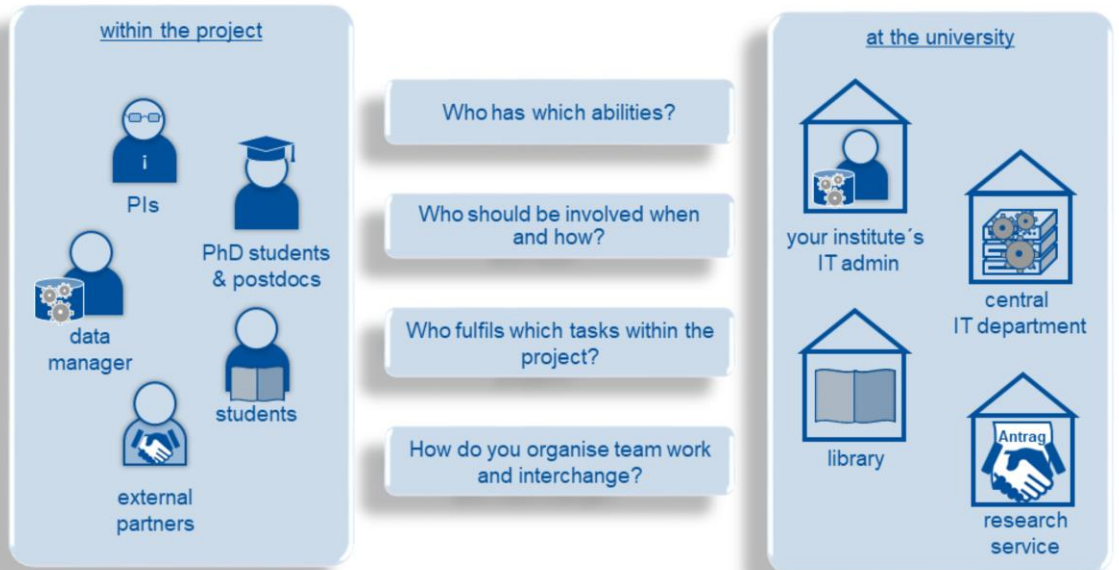 within the project
PIs
PhD students
& postdocs
data
manager
students
external
partners
Who has which abilities?
Who should be involved when
and how?
Who fulfils which tasks within the
project?
How do you organise team work
and interchange?
at the university
your institute´s
IT admin
central
IT department
library
Antrag
research
service